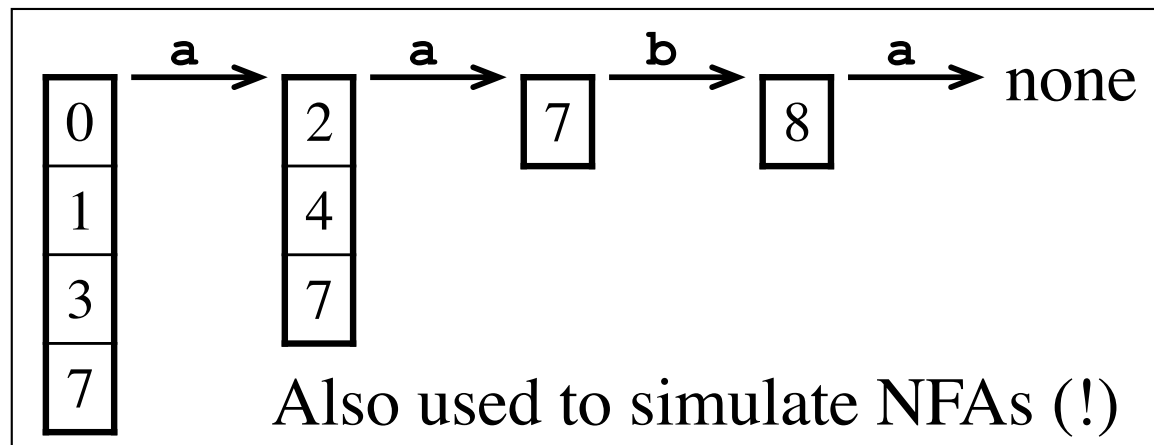 a a b a
0 2 7 8 none
1 4
3 7
7
Also used to simulate NFAs (!)